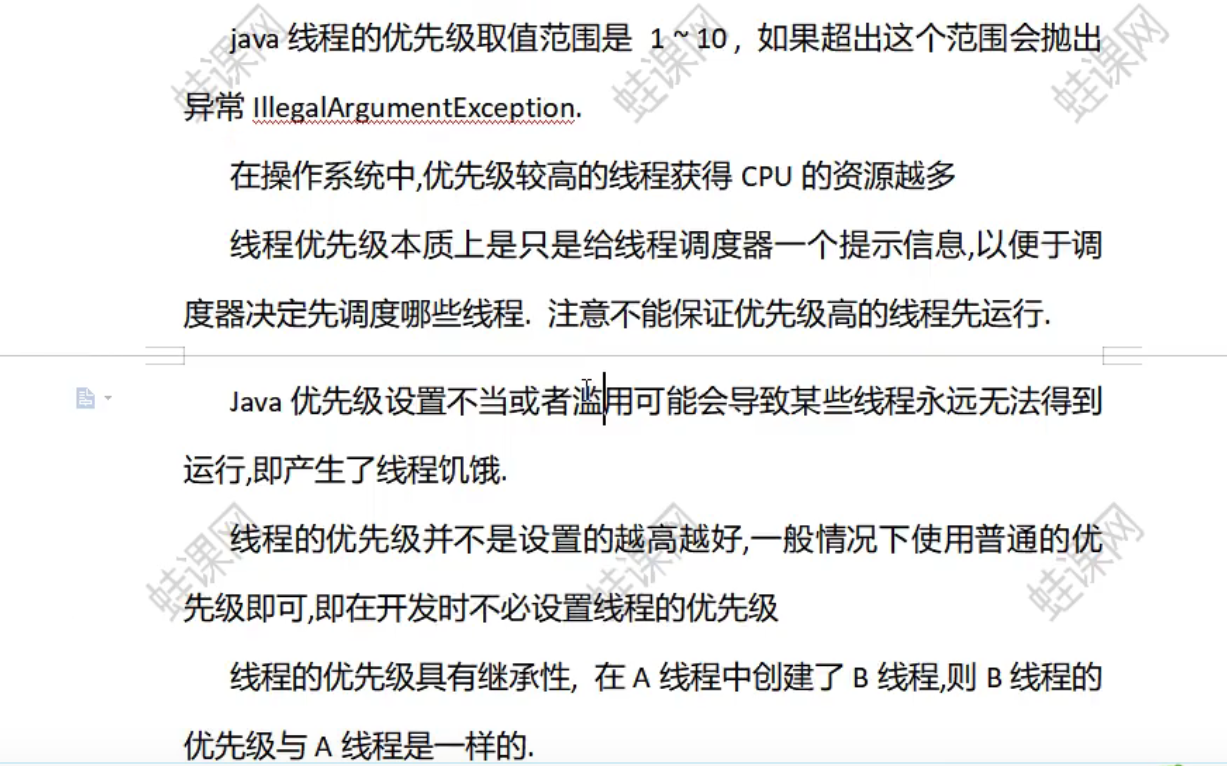 java 线程的优先级取值范围是 1 ~ 10 , 如果超出这个范围会抛出
异常 IllegalArgumentException.
在操作系统中,优先级较高的线程获得 CPU 的资源越多
线程优先级本质上是只是给线程调度器一个提示信息,以便于调
度器决定先调度哪些线程. 注意不能保证优先级高的线程先运行.
Java 优先级设置不当或者滥用可能会导致某些线程永远无法得到
运行,即产生了线程饥饿.
线程的优先级并不是设置的越高越好,一般情况下使用普通的优
先级即可,即在开发时不必设置线程的优先级
线程的优先级具有继承性, 在 A 线程中创建了 B 线程,则 B 线程的
优先级与 A 线程是一样的.
蛙课网
蛙课网
蛙课网
蛙课网
蛙课网
蛙课网